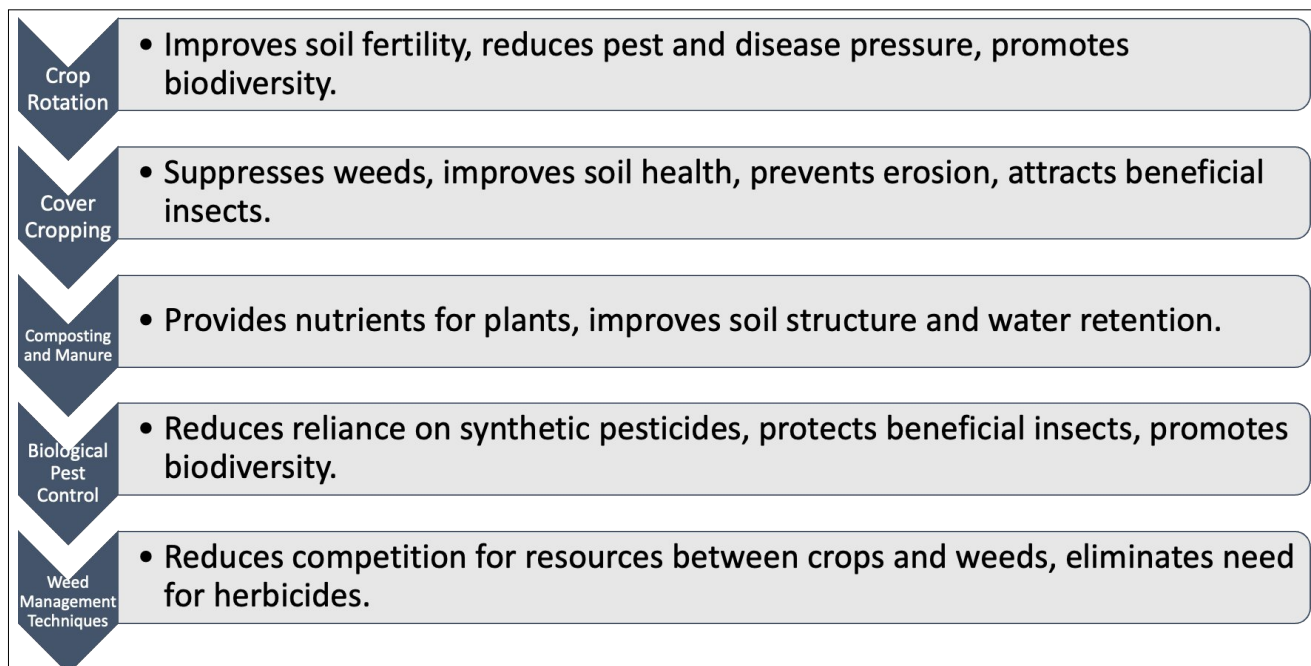 Crop
Rotation
• Improves soil fertility, reduces pest and disease pressure, promotes
biodiversity.
Cover
Cropping
• Suppresses weeds, improves soil health, prevents erosion, attracts beneficial
insects.
Composting
and Manure
• Provides nutrients for plants, improves soil structure and water retention.
Biological
Pest
Control
• Reduces reliance on synthetic pesticides, protects beneficial insects, promotes
biodiversity.
Weed
Management
Techniques
• Reduces competition for resources between crops and weeds, eliminates need
for herbicides.